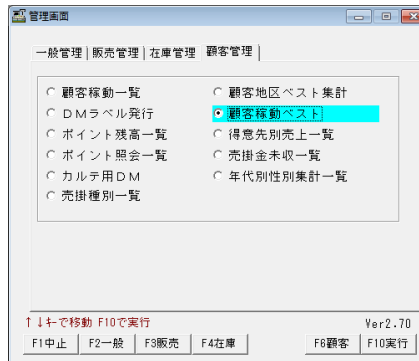 管理画面
一般管理 販売管理 在庫管理 顧客管理
顧客稼動一覧 顧客地区ベスト集計
DMラベル発行 顧客稼動ベスト
ポイント残高一覧 得意先別売上一覧
ポイント照会一覧 売掛金未収一覧
カルテ用DM 年代別性別集計一覧
売掛種別一覧
↑↓キーで移動 F10で実行 Ver2.70
F1中止 F2一般 F3販売 F4在庫 F6顧客 F10実行